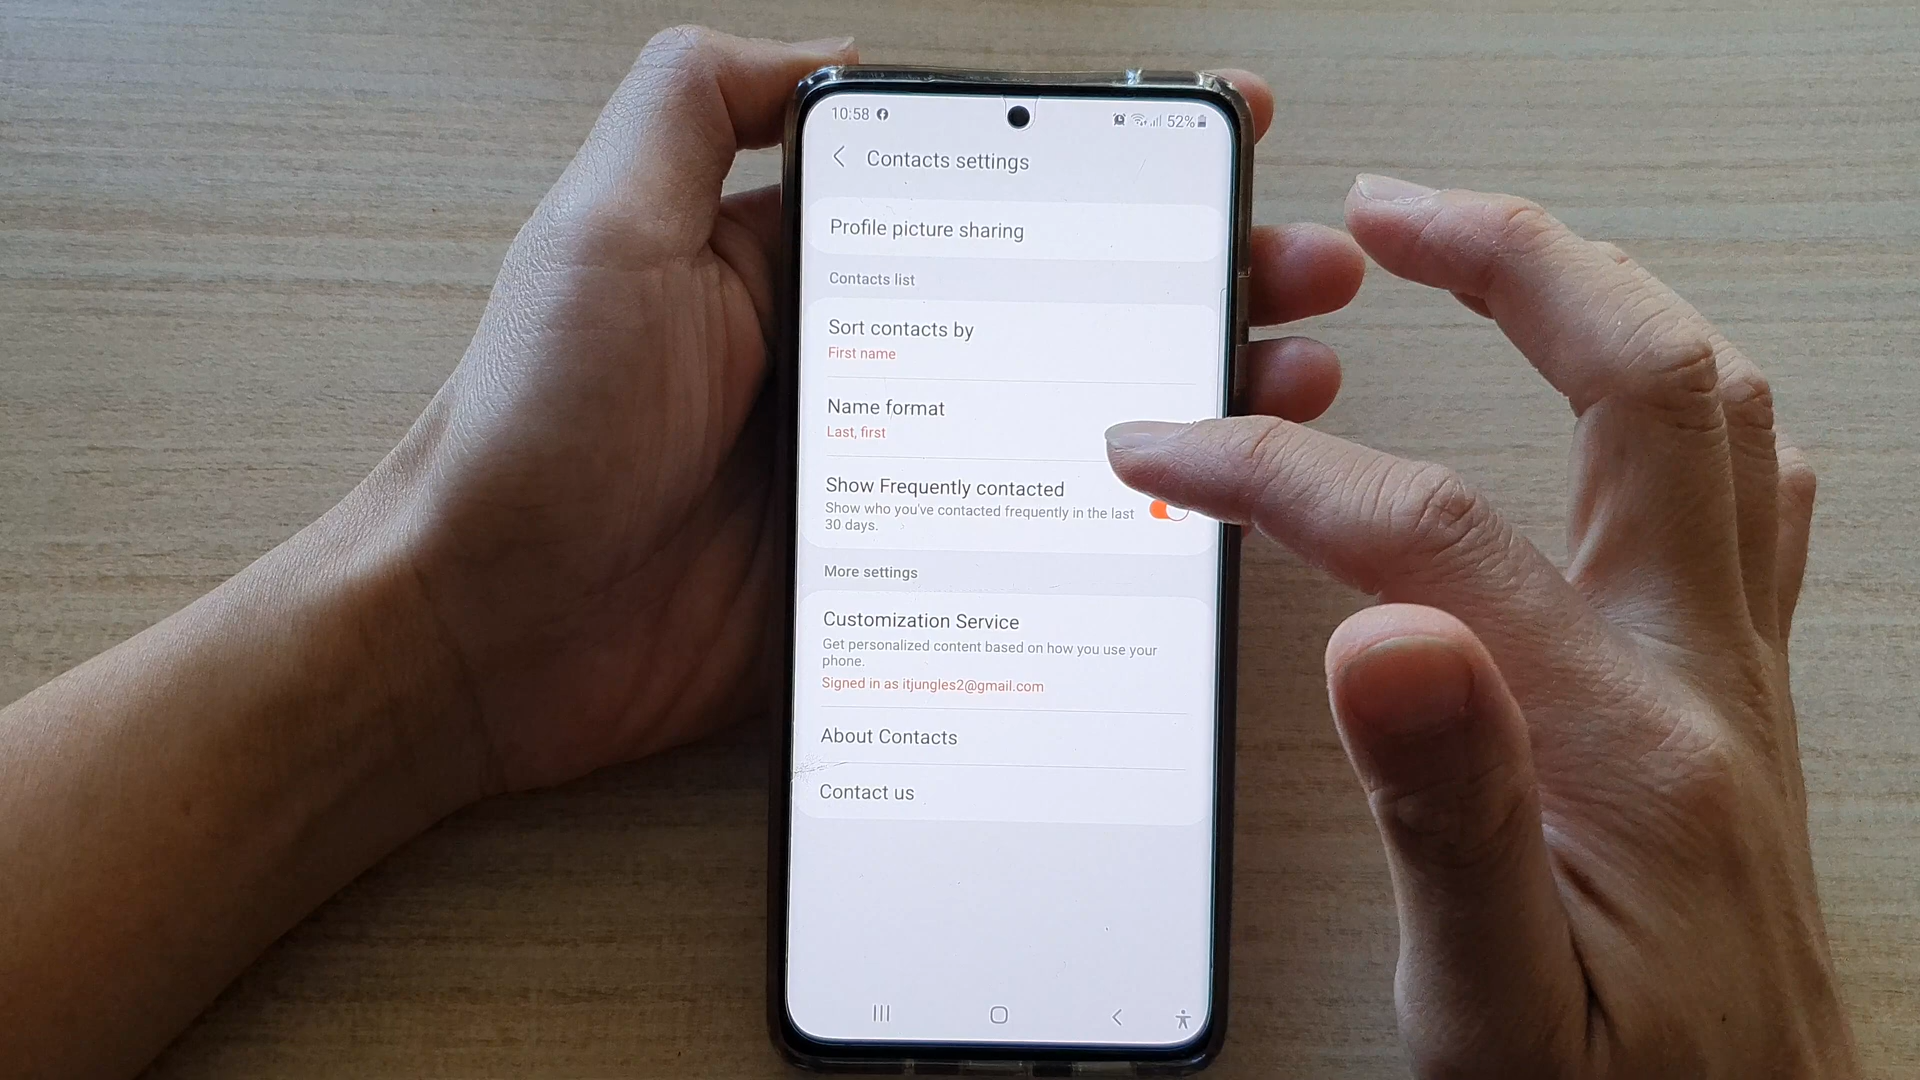 10:58
52%
Contacts settings
Profile picture sharing
Contacts list
Sort contacts by
First name
Name format
Last, first
Show Frequently contacted
Show who you've contacted frequently in the last
30 days.
More settings
Customization Service
Get personalized content based on how you use your
phone.
Signed in as itjungles2@gmail.com
About Contacts
Contact us